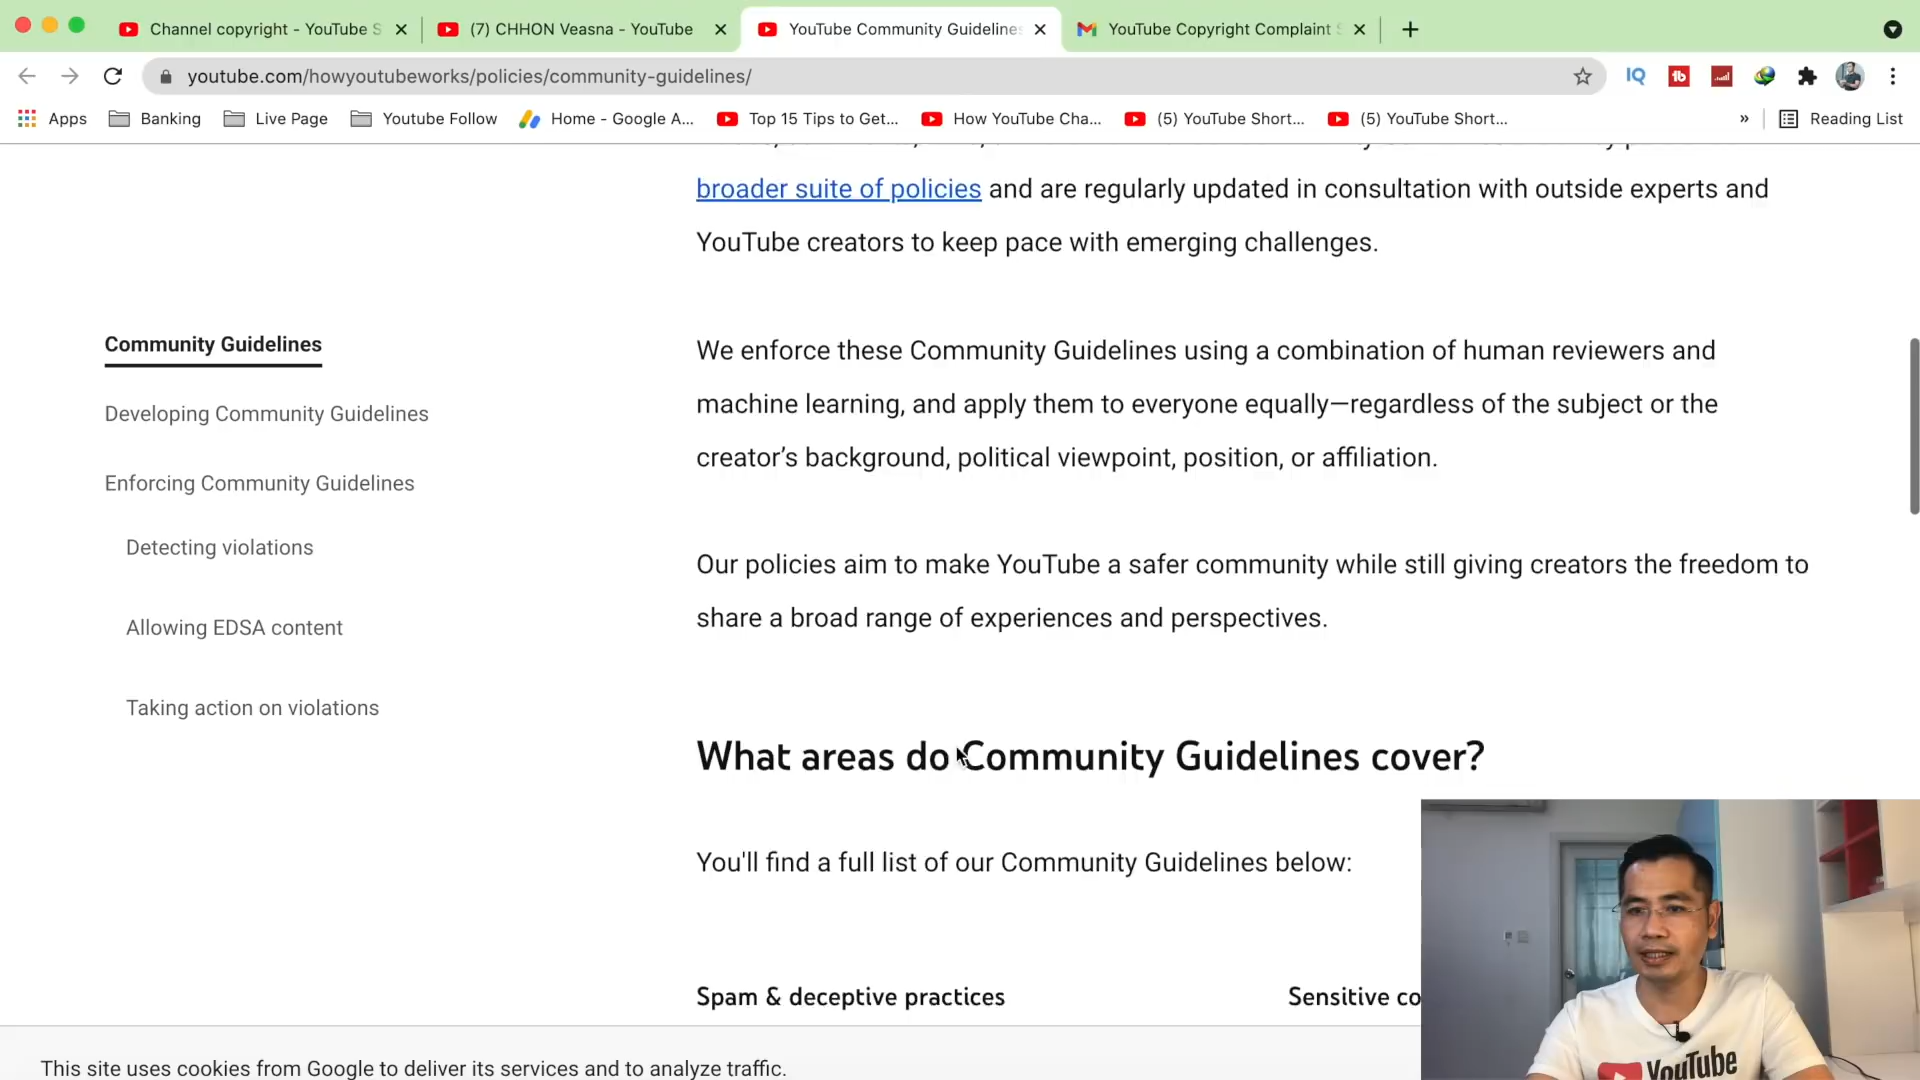 Channel copyright - YouTube S
(7) CHHON Veasna - YouTube
YouTube Community Guidelines
YouTube Copyright Complaint S
youtube.com/howyoutubeworks/policies/community-guidelines/
Apps
Banking
Live Page
Youtube Follow
Home - Google A...
Top 15 Tips to Get...
How YouTube Cha...
(5) YouTube Short...
(5) YouTube Short...
»
Reading List
broader suite of policies and are regularly updated in consultation with outside experts and
YouTube creators to keep pace with emerging challenges.
Community Guidelines
Developing Community Guidelines
Enforcing Community Guidelines
Detecting violations
Allowing EDSA content
Taking action on violations
We enforce these Community Guidelines using a combination of human reviewers and
machine learning, and apply them to everyone equally—regardless of the subject or the
creator’s background, political viewpoint, position, or affiliation.
Our policies aim to make YouTube a safer community while still giving creators the freedom to
share a broad range of experiences and perspectives.
What areas do Community Guidelines cover?
You'll find a full list of our Community Guidelines below:
Spam & deceptive practices
Sensitive co
This site uses cookies from Google to deliver its services and to analyze traffic.
YouTube